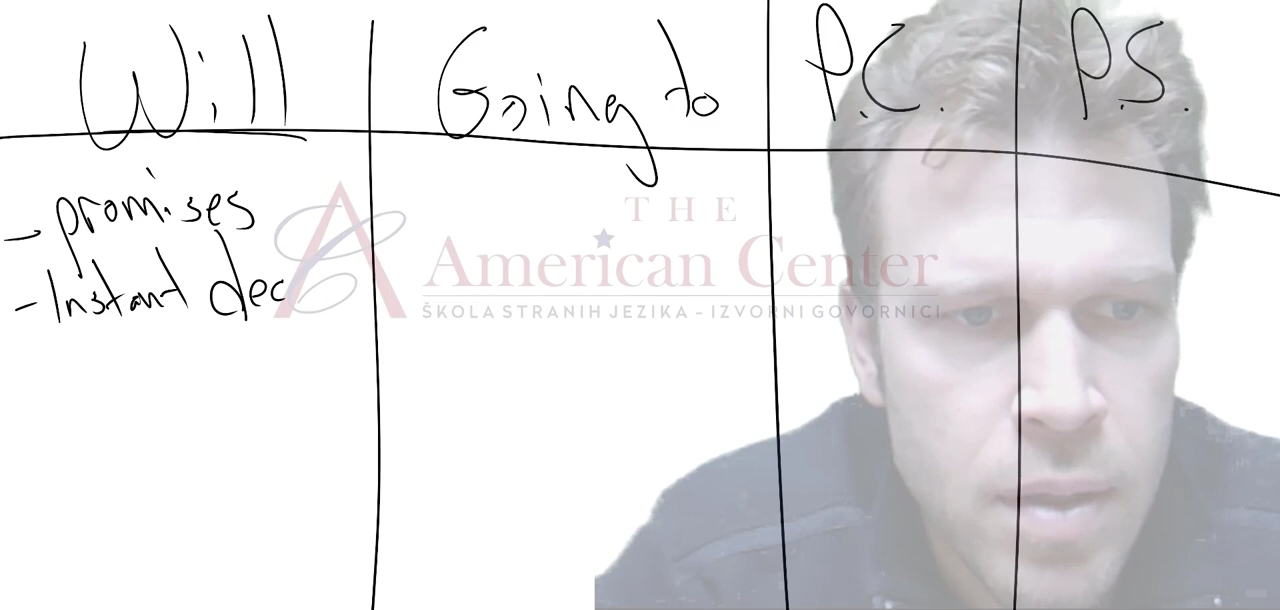 Will
Going to
P.C.
P.S.
- promises
- Instant dec
THE
American Center
ŠKOLA STRANIH JEZIKA - IZVORNI GOVORNICI